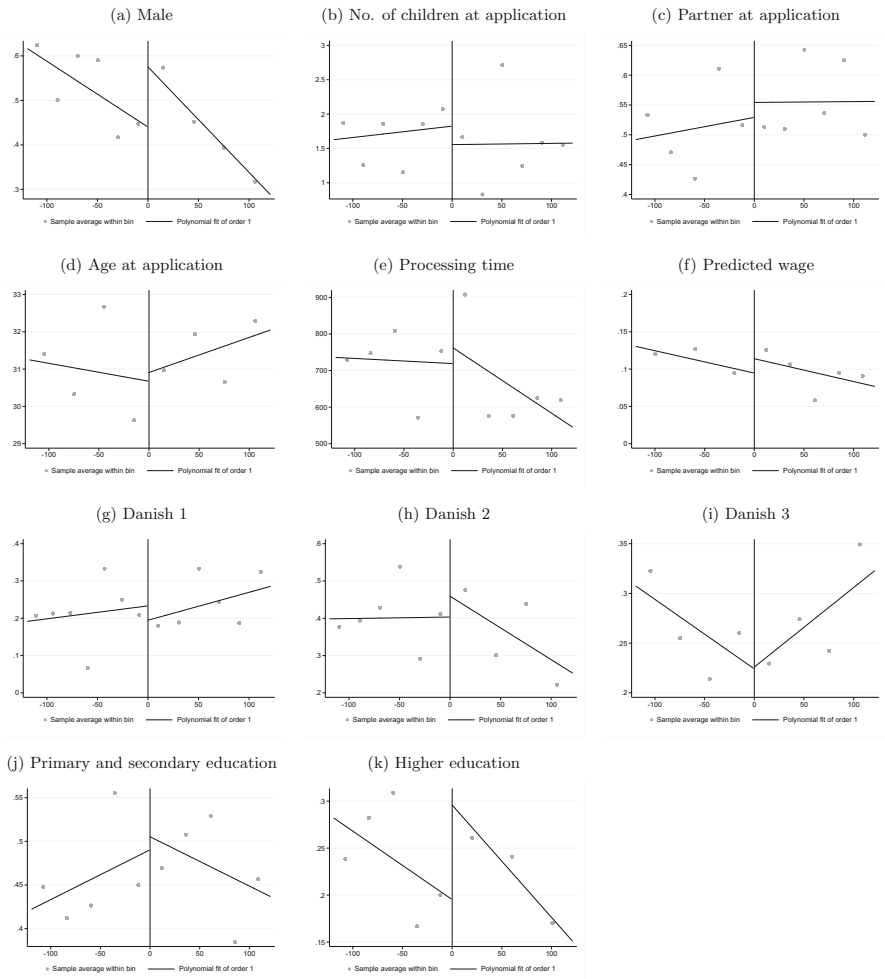 (a) Male
.6
.5
.4
.3
-100 -50 0 50 100
Sample average within bin Polynomial fit of order 1
(b) No. of children at application
3
2.5
2
1.5
1
-100 -50 0 50 100
Sample average within bin Polynomial fit of order 1
(c) Partner at application
.65
.6
.55
.5
.45
.4
-100 -50 0 50 100
Sample average within bin Polynomial fit of order 1
(d) Age at application
33
32
31
30
29
-100 -50 0 50 100
Sample average within bin Polynomial fit of order 1
(e) Processing time
900
800
700
600
500
-100 -50 0 50 100
Sample average within bin Polynomial fit of order 1
(f) Predicted wage
.2
.15
.1
.05
0
-100 -50 0 50 100
Sample average within bin Polynomial fit of order 1
(g) Danish 1
.4
.3
.2
.1
0
-100 -50 0 50 100
Sample average within bin Polynomial fit of order 1
(h) Danish 2
.6
.5
.4
.3
.2
-100 -50 0 50 100
Sample average within bin Polynomial fit of order 1
(i) Danish 3
.35
.3
.25
.2
-100 -50 0 50 100
Sample average within bin Polynomial fit of order 1
(j) Primary and secondary education
.55
.5
.45
.4
-100 -50 0 50 100
Sample average within bin Polynomial fit of order 1
(k) Higher education
.3
.25
.2
.15
-100 -50 0 50 100
Sample average within bin Polynomial fit of order 1